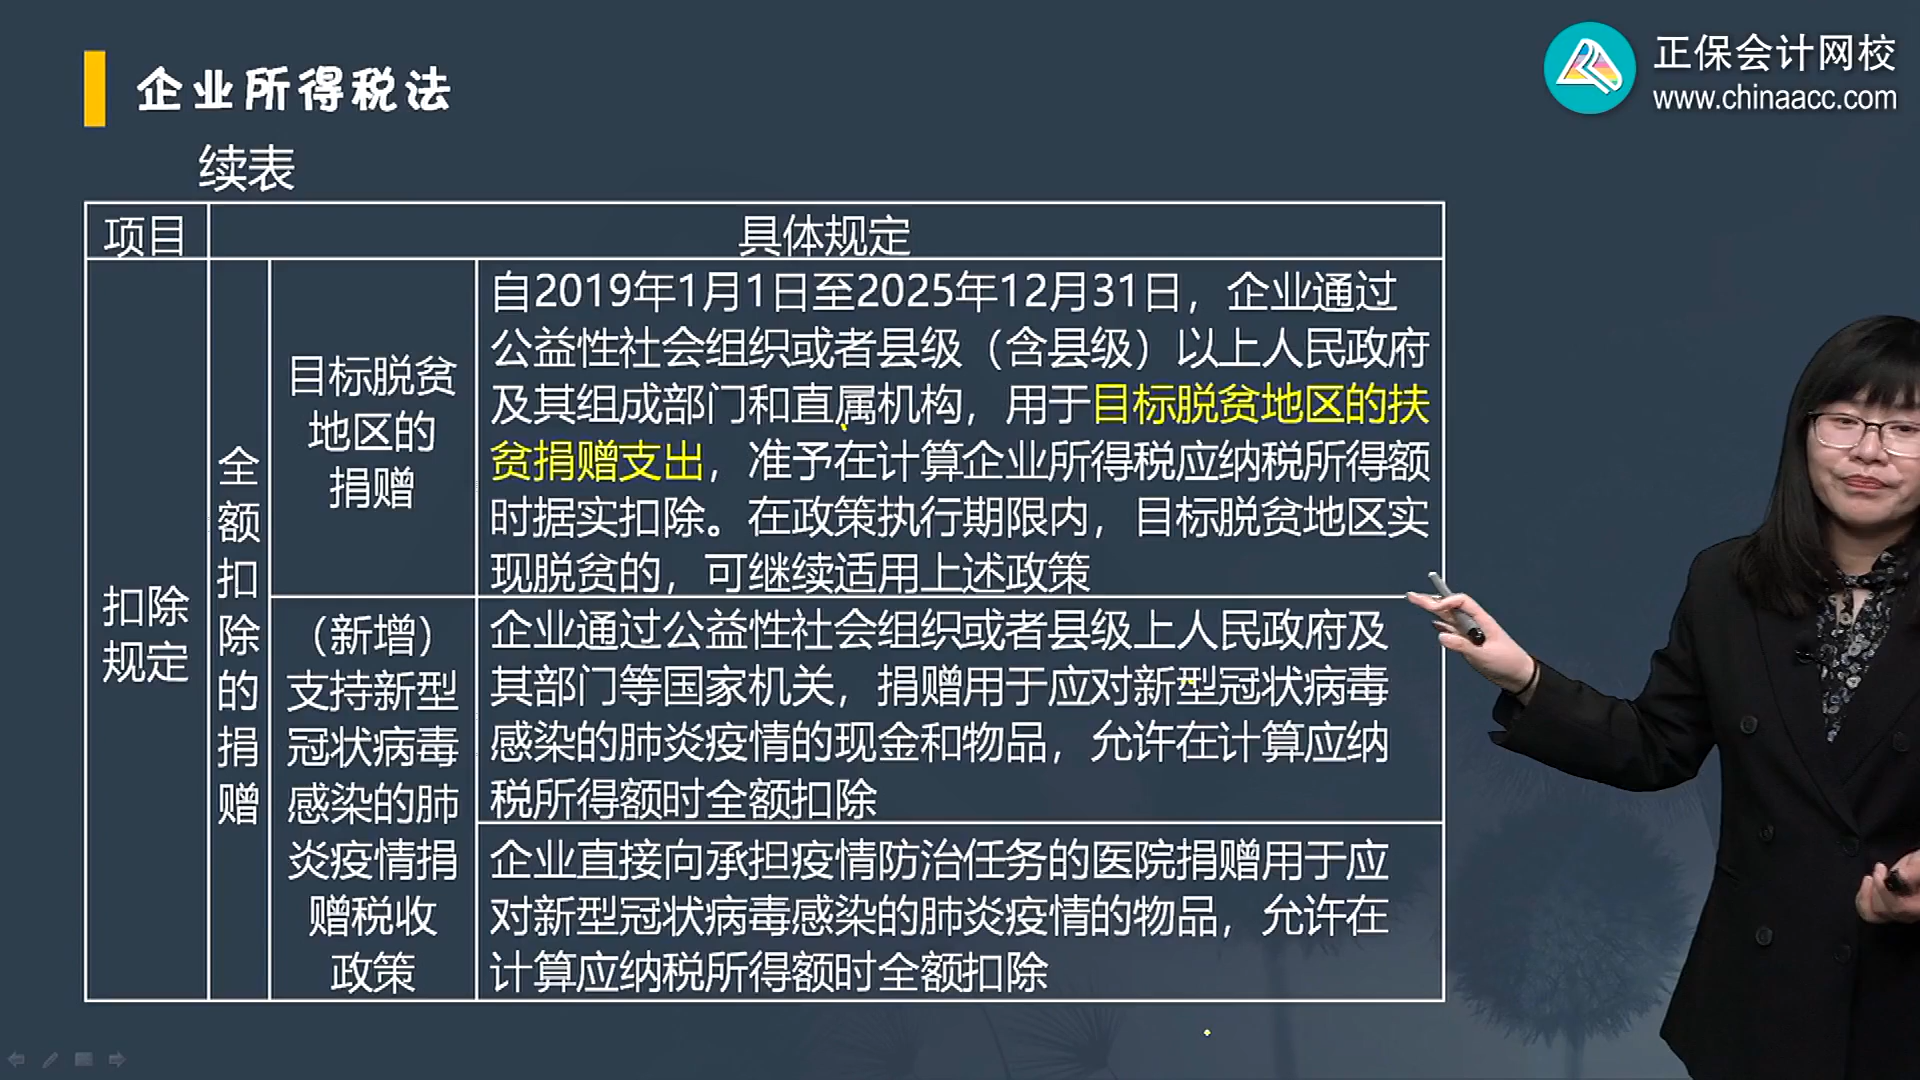 企业所得税法
正保会计网校
www.chinaacc.com
续表
项目
具体规定
扣除
规定
全
额
扣
除
的
捐
赠
目标脱贫
地区的
捐赠
自2019年1月1日至2025年12月31日，企业通过
公益性社会组织或者县级（含县级）以上人民政府
及其组成部门和直属机构，用于目标脱贫地区的扶
贫捐赠支出，准予在计算企业所得税应纳税所得额
时据实扣除。在政策执行期限内，目标脱贫地区实
现脱贫的，可继续适用上述政策
（新增）
支持新型
冠状病毒
感染的肺
炎疫情捐
赠税收
政策
企业通过公益性社会组织或者县级上人民政府及
其部门等国家机关，捐赠用于应对新型冠状病毒
感染的肺炎疫情的现金和物品，允许在计算应纳
税所得额时全额扣除
企业直接向承担疫情防治任务的医院捐赠用于应
对新型冠状病毒感染的肺炎疫情的物品，允许在
计算应纳税所得额时全额扣除